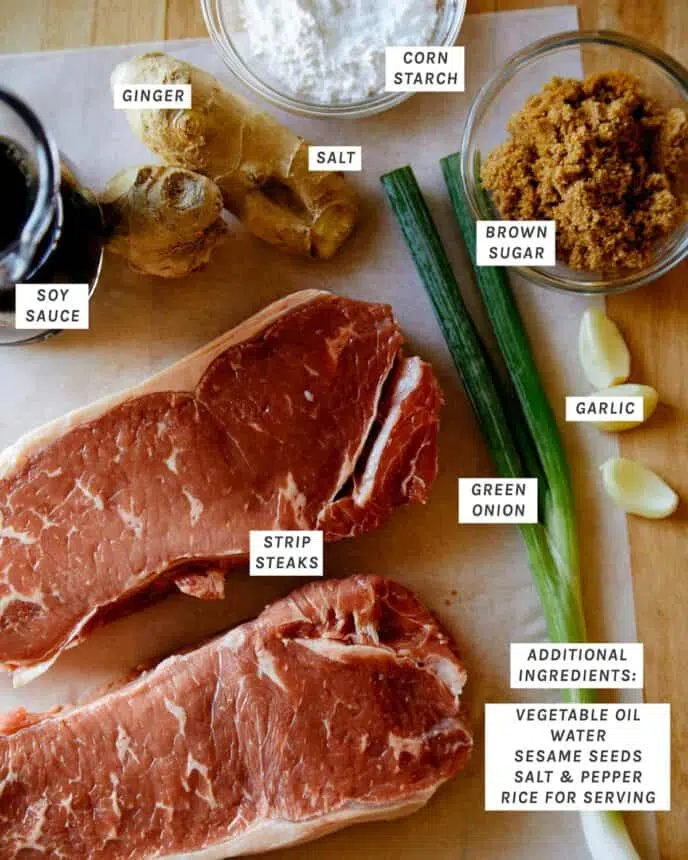 CORN
STARCH
GINGER
SALT
BROWN
SUGAR
SOY
SAUCE
GARLIC
GREEN
ONION
STRIP
STEAKS
ADDITIONAL
INGREDIENTS:
VEGETABLE OIL
WATER
SESAME SEEDS
SALT & PEPPER
RICE FOR SERVING